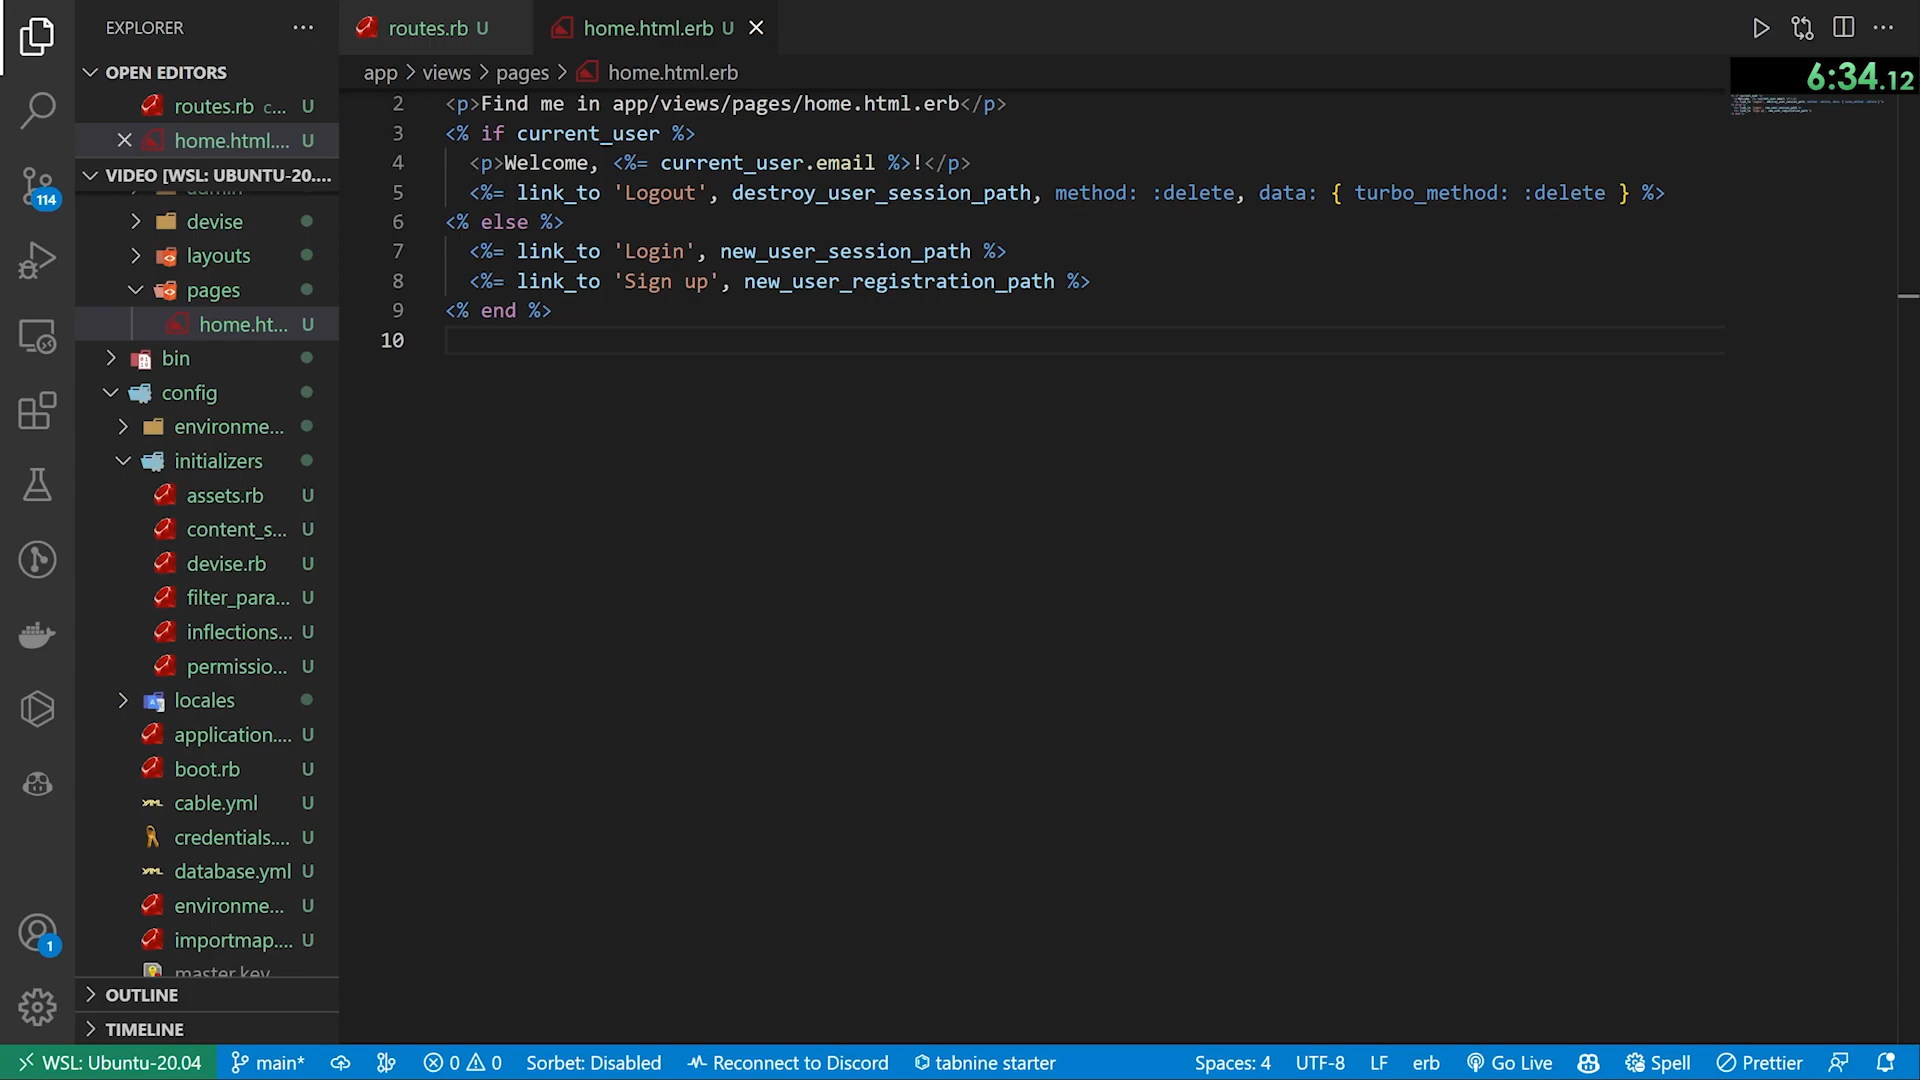 EXPLORER
routes.rb U
home.html.erb U
OPEN EDITORS
routes.rb c... U
home.html.... U
VIDEO [WSL: UBUNTU-20....
admin
devise
layouts
pages
home.ht... U
bin
config
environme...
initializers
assets.rb U
content_s... U
devise.rb U
filter_para... U
inflections... U
permissio... U
locales
application.... U
boot.rb U
cable.yml U
credentials.... U
database.yml U
environme... U
importmap.... U
master.key
OUTLINE
TIMELINE
114
1
app > views > pages > home.html.erb
6:34.12
2 <p>Find me in app/views/pages/home.html.erb</p>
3 <% if current_user %>
4 <p>Welcome, <%= current_user.email %>!</p>
5 <%= link_to 'Logout', destroy_user_session_path, method: :delete, data: { turbo_method: :delete } %>
6 <% else %>
7 <%= link_to 'Login', new_user_session_path %>
8 <%= link_to 'Sign up', new_user_registration_path %>
9 <% end %>
10
WSL: Ubuntu-20.04 main* 0 0 Sorbet: Disabled Reconnect to Discord tabnine starter Spaces: 4 UTF-8 LF erb Go Live Spell Prettier